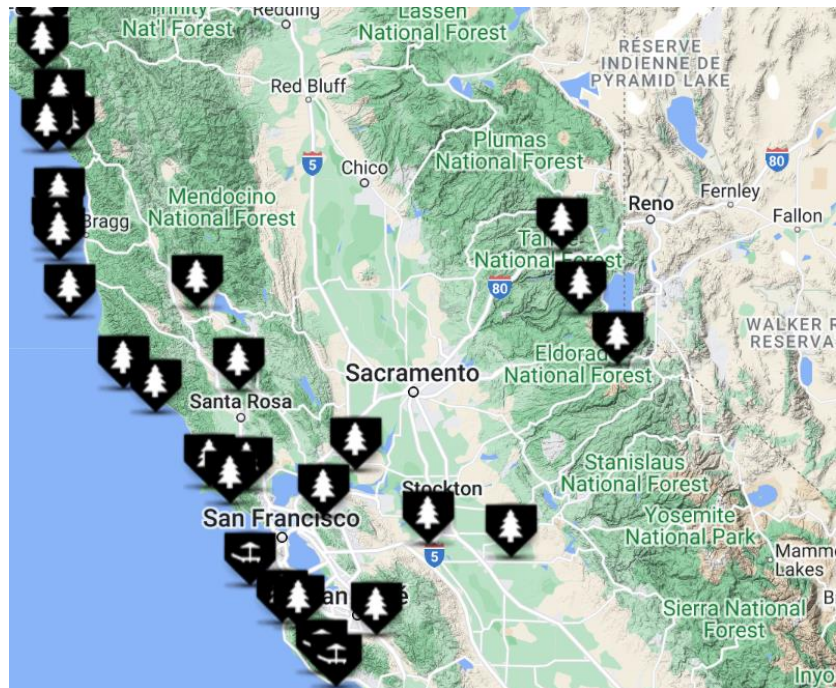 Trinity
Nat'l Forest
Redding
Lassen
National Forest
RÉSERVE
INDIENNE DE
PYRAMID LAKE
Red Bluff
Plumas
National Forest
5
Chico
80
Mendocino
National Forest
Reno
Fernley
Fallon
Bragg
National Forest
80
WALKER R
RESERVA
Sacramento
National Forest
Santa Rosa
Stanislaus
National Forest
Stockton
Yosemite
National Park
San Francisco
5
Mamm
Lakes
Sierra National
Forest
Inyo